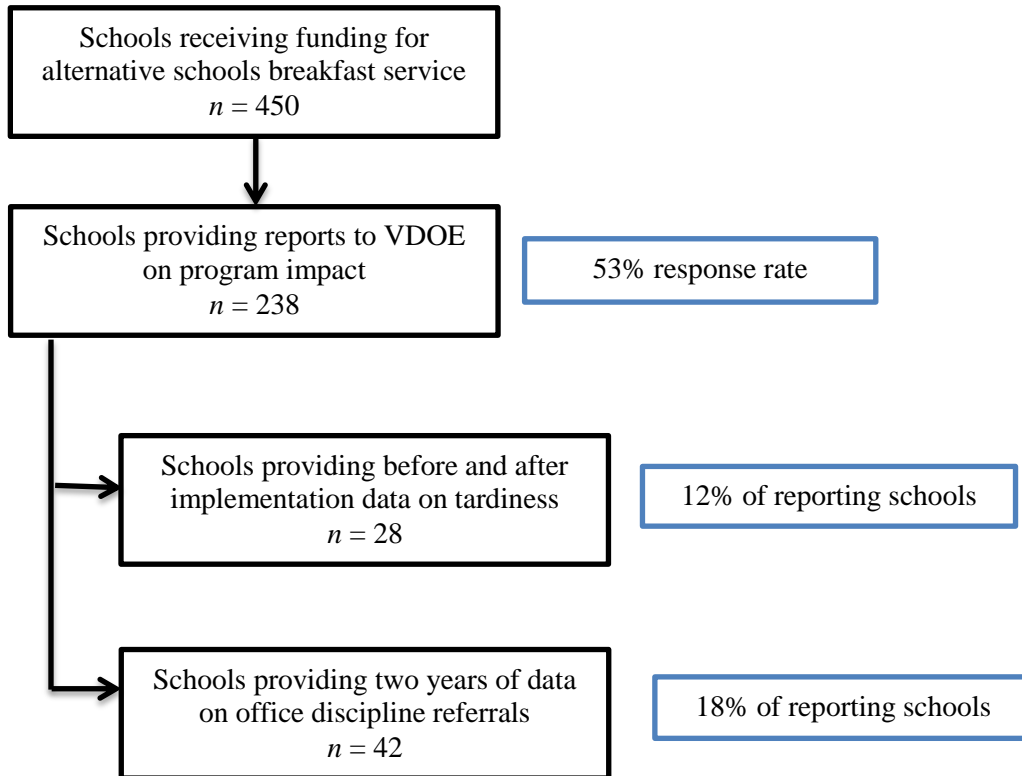 Schools receiving funding for
alternative schools breakfast service
n = 450
Schools providing reports to VDOE
on program impact
n = 238
53% response rate
Schools providing before and after
implementation data on tardiness
n = 28
12% of reporting schools
Schools providing two years of data
on office discipline referrals
n = 42
18% of reporting schools